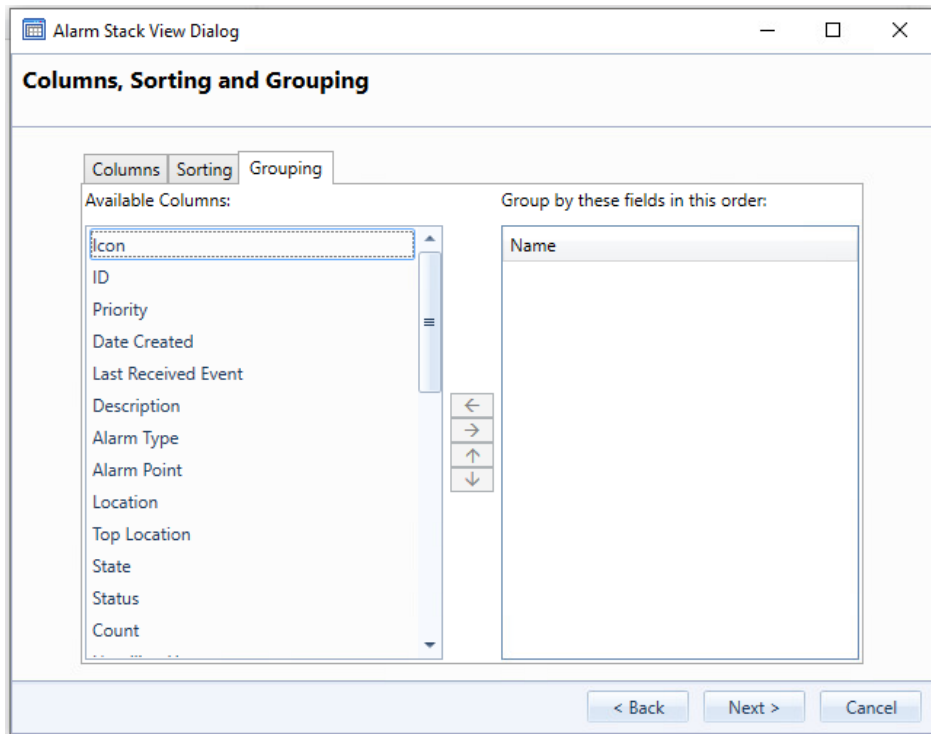 Alarm Stack View Dialog
Columns, Sorting and Grouping
Columns Sorting Grouping
Available Columns:
Icon
ID
Priority
Date Created
Last Received Event
Description
Alarm Type
Alarm Point
Location
Top Location
State
Status
Count
Group by these fields in this order:
Name
< Back Next > Cancel